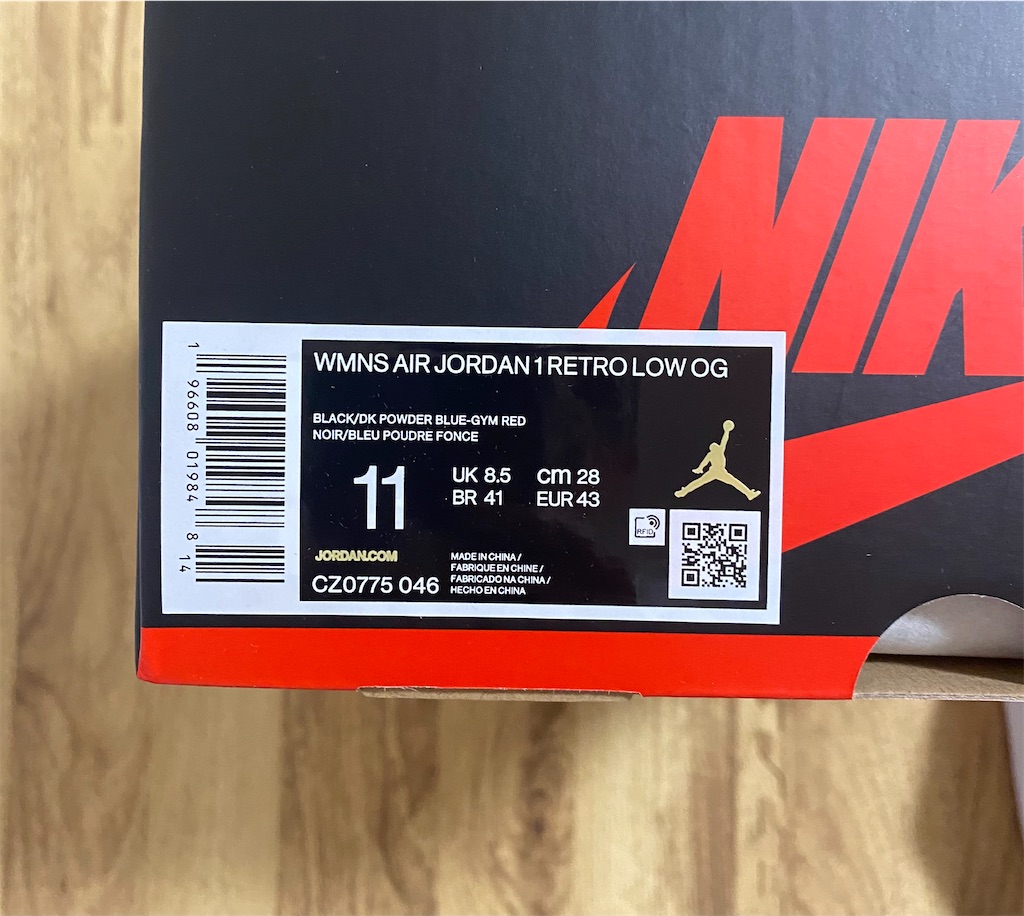 NIK
WMNS AIR JORDAN 1 RETRO LOW OG
BLACK/DK POWDER BLUE-GYM RED
NOIR/BLEU POUDRE FONCE
11
UK 8.5 cm 28
BR 41 EUR 43
RFID
JORDAN.COM
CZ0775 046
MADE IN CHINA /
FABRIQUE EN CHINE /
FABRICADO NA CHINA /
HECHO EN CHINA
1 96608 01984 8 14